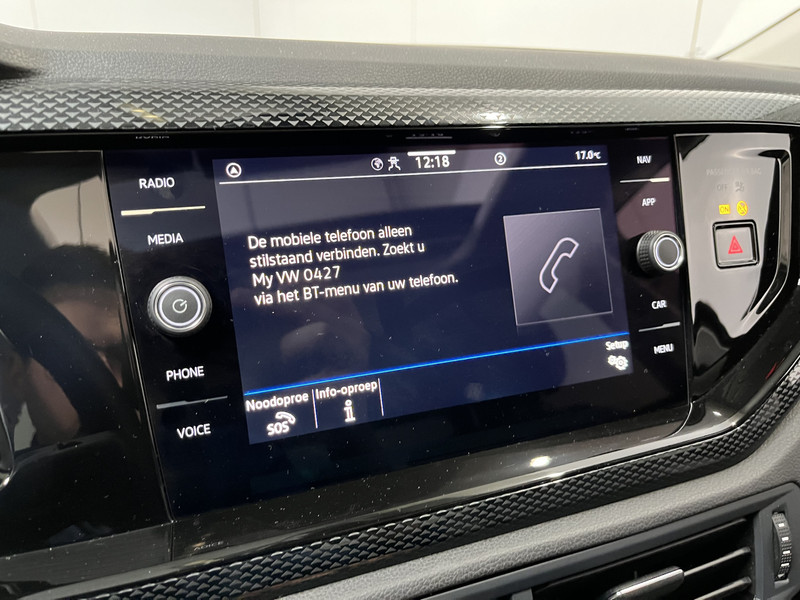 RADIO
MEDIA
PHONE
VOICE
12:18
2
17.0°C
De mobiele telefoon alleen
stilstaand verbinden. Zoekt u
My VW 0427
via het BT-menu van uw telefoon.
Noodoproe
SOS
Info-oproep
i
Setup
NAV
APP
CAR
MENU